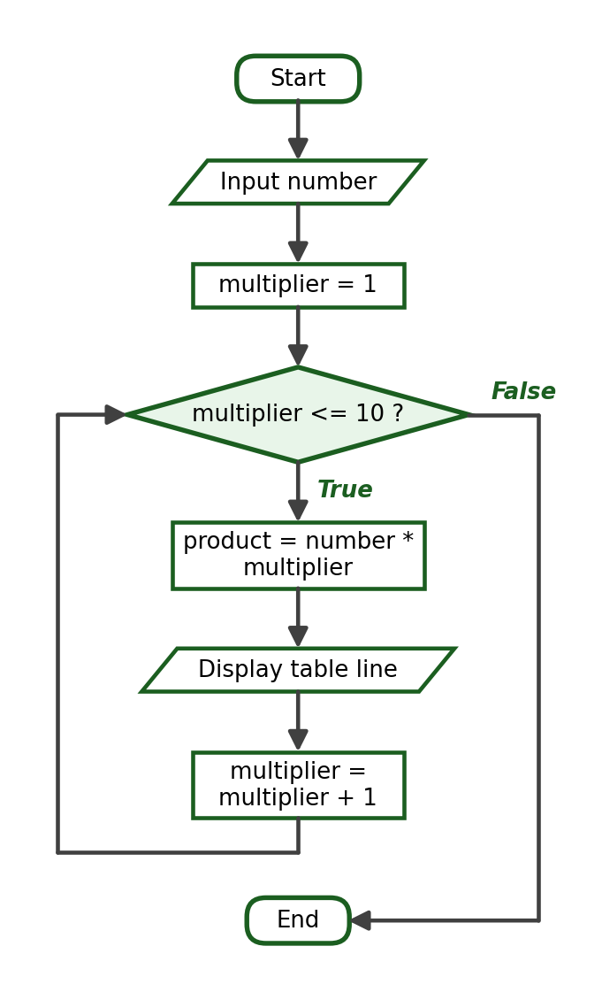 Start
Input number
multiplier = 1
multiplier <= 10 ?
False
True
product = number *
multiplier
Display table line
multiplier =
multiplier + 1
End